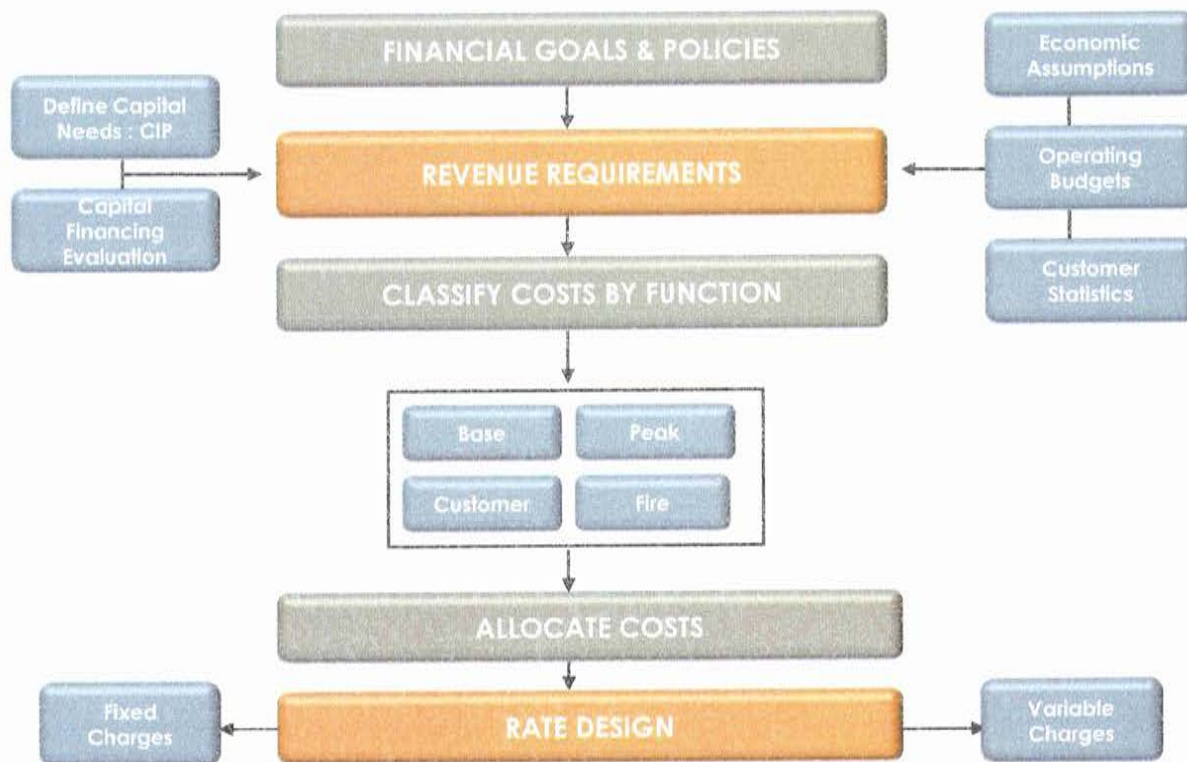 FINANCIAL GOALS & POLICIES
Economic
Assumptions
Define Capital
Needs : CIP
REVENUE REQUIREMENTS
Operating
Budgets
Capital
Financing
Evaluation
CLASSIFY COSTS BY FUNCTION
Customer
Statistics
Base
Peak
Customer
Fire
ALLOCATE COSTS
Fixed
Charges
RATE DESIGN
Variable
Charges